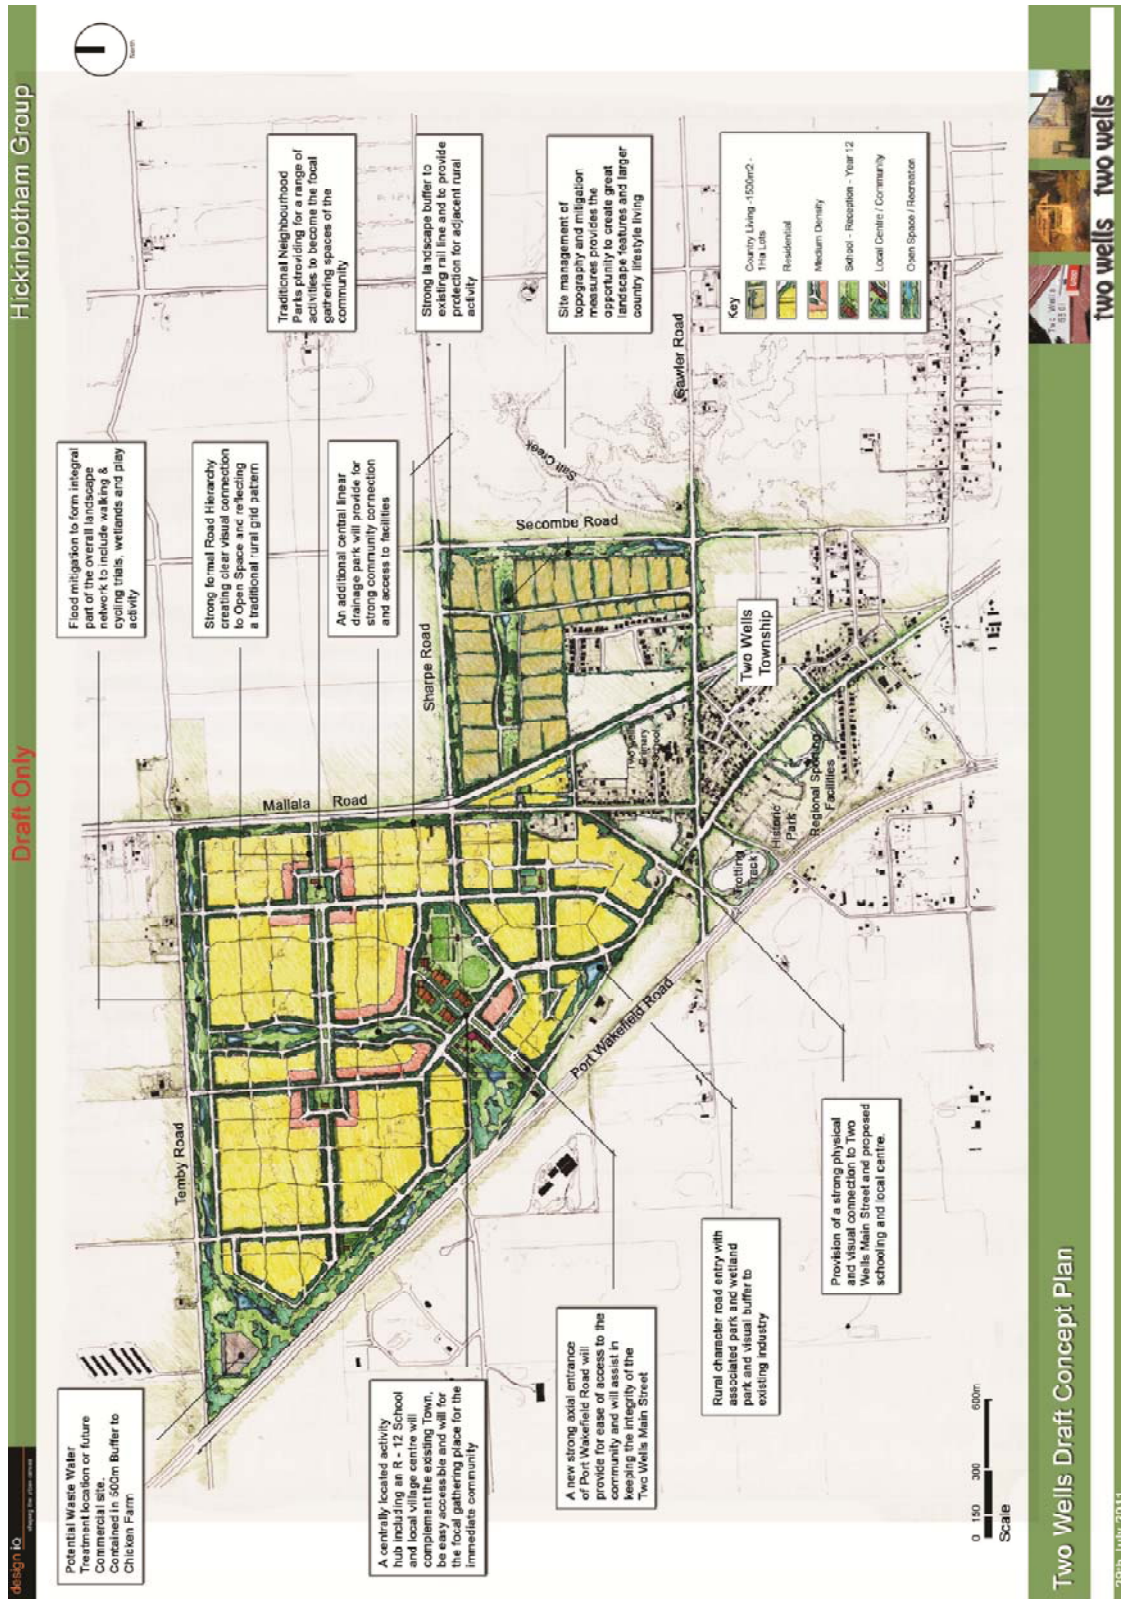 Hickinbotham Group
Draft Only
design io
North
Flood mitigation to form integral
part of the overall landscape
network to include walking &
cycling trials, wetlands and play
activity
Strong formal Road Hierarchy
creating clear visual connection
to Open Space and reflecting
a traditional rural grid pattern
An additional central linear
drainage park will provide for
strong community connection
and access to facilities
Traditional Neighbourhood
Parks ptroviding for a range of
activities to become the focal
gathering spaces of the
community
Strong landscape buffer to
existing rail line and to provide
protection for adjacent rural
activity
Site management of
topography and mitigation
measures provides the
opportunity to create great
landscape features and larger
country lifestyle living
Potential Waste Water
Treatment location or future
Commercial site.
Contained in 500m Buffer to
Chicken Farm
A centrally located activity
hub including an R - 12 School
and local village centre will
complement the existing Town,
be easy accessible and will for
the focal gathering place for the
immediate community
A new strong axial entrance
of Port Wakefield Road will
provide for ease of access to the
community and will assist in
keeping the integrity of the
Two Wells Main Street
Rural character road entry with
associated park and wetland
park and visual buffer to
existing industry
Provision of a strong physical
and visual connection to Two
Wells Main Street and proposed
schooling and local centre.
Temby Road
Mallala Road
Sharpe Road
Secombe Road
Gawler Road
Salt Creek
Port Wakefield Road
Two Wells
Township
Two Wells
Primary
School
Trotting
Track
Historic
Park
Regional Sporting
Facilities
Key
Country Living -1500m2 -
1Ha Lots
Residential
Medium Density
School - Reception - Year 12
Local Centre / Community
Open Space / Recreation
0 150 300 600m
Scale
Two Wells Draft Concept Plan
two wells two wells
29th July 2011